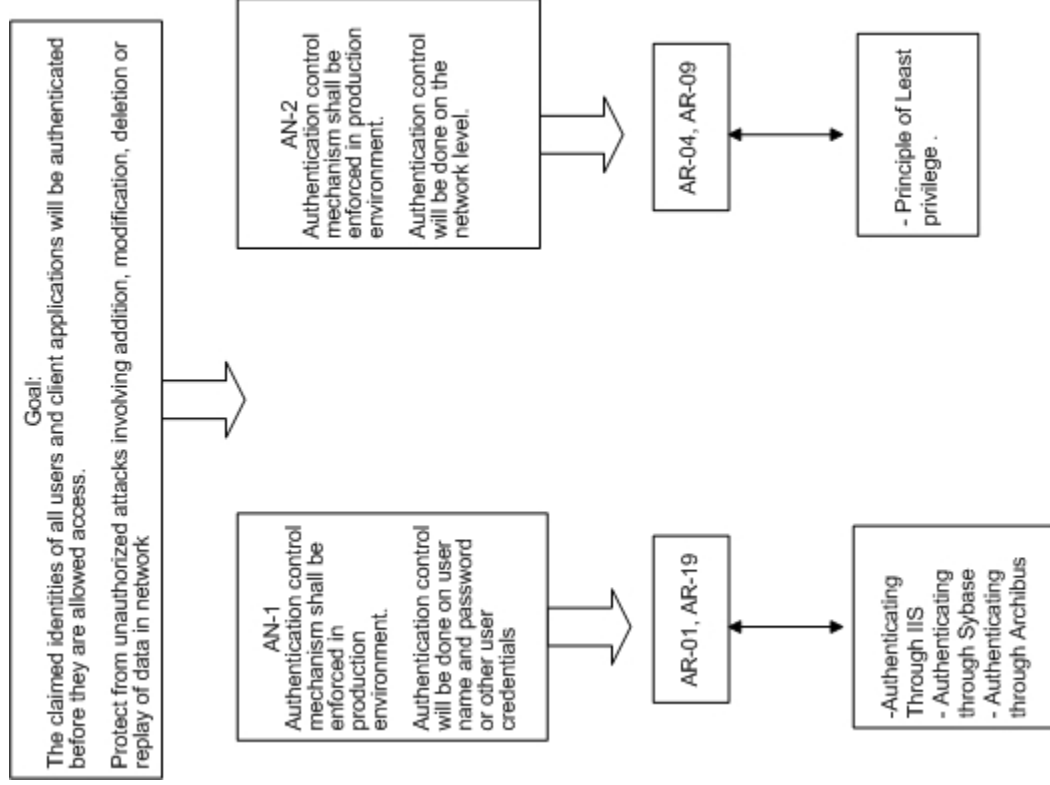 Goal:
The claimed identities of all users and client applications will be authenticated
before they are allowed access.
Protect from unauthorized attacks involving addition, modification, deletion or
replay of data in network
AN-1
Authentication control
mechanism shall be
enforced in
production
environment.
Authentication control
will be done on user
name and password
or other user
credentials
AR-01, AR-19
-Authenticating
Through IIS
- Authenticating
through Sybase
- Authenticating
through Archibus
AN-2
Authentication control
mechanism shall be
enforced in production
environment.
Authentication control
will be done on the
network level.
AR-04, AR-09
- Principle of Least
privilege .